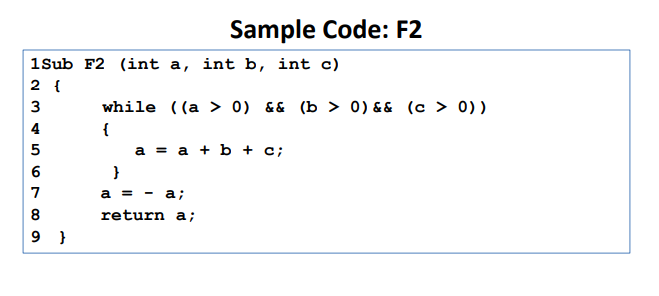 Sample Code: F2
1Sub F2 (int a, int b, int c)
2 {
3 while ((a > 0) && (b > 0)&& (c > 0))
4 {
5 a = a + b + c;
6 }
7 a = - a;
8 return a;
9 }